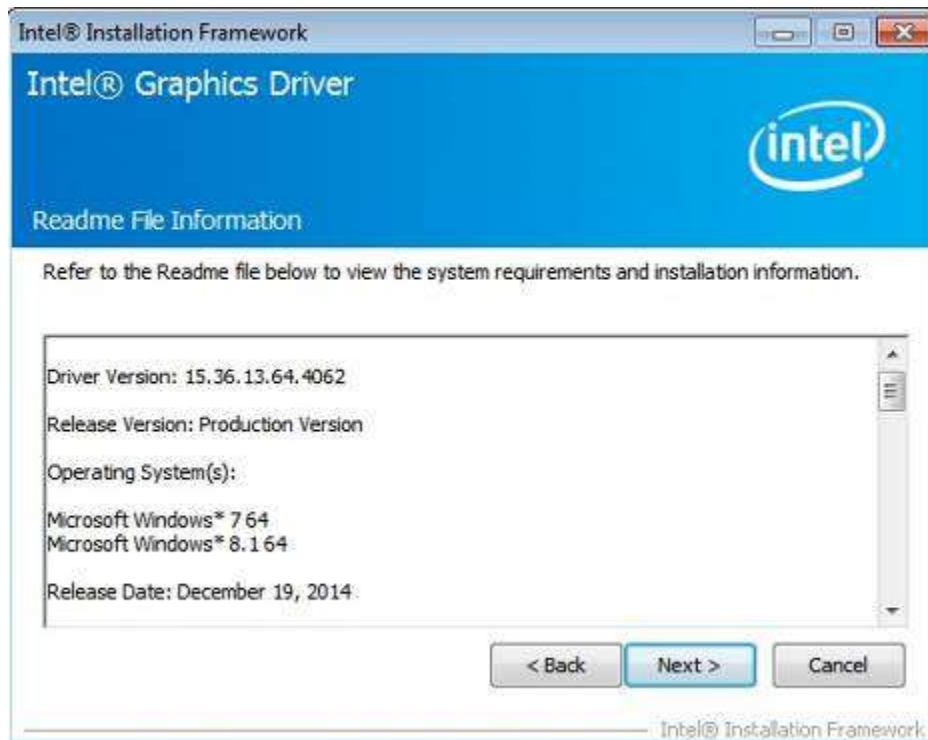 Intel® Installation Framework
Intel® Graphics Driver
intel
Readme File Information
Refer to the Readme file below to view the system requirements and installation information.
Driver Version: 15.36.13.64.4062
Release Version: Production Version
Operating System(s):
Microsoft Windows* 7 64
Microsoft Windows* 8.1 64
Release Date: December 19, 2014
< Back Next > Cancel
Intel® Installation Framework